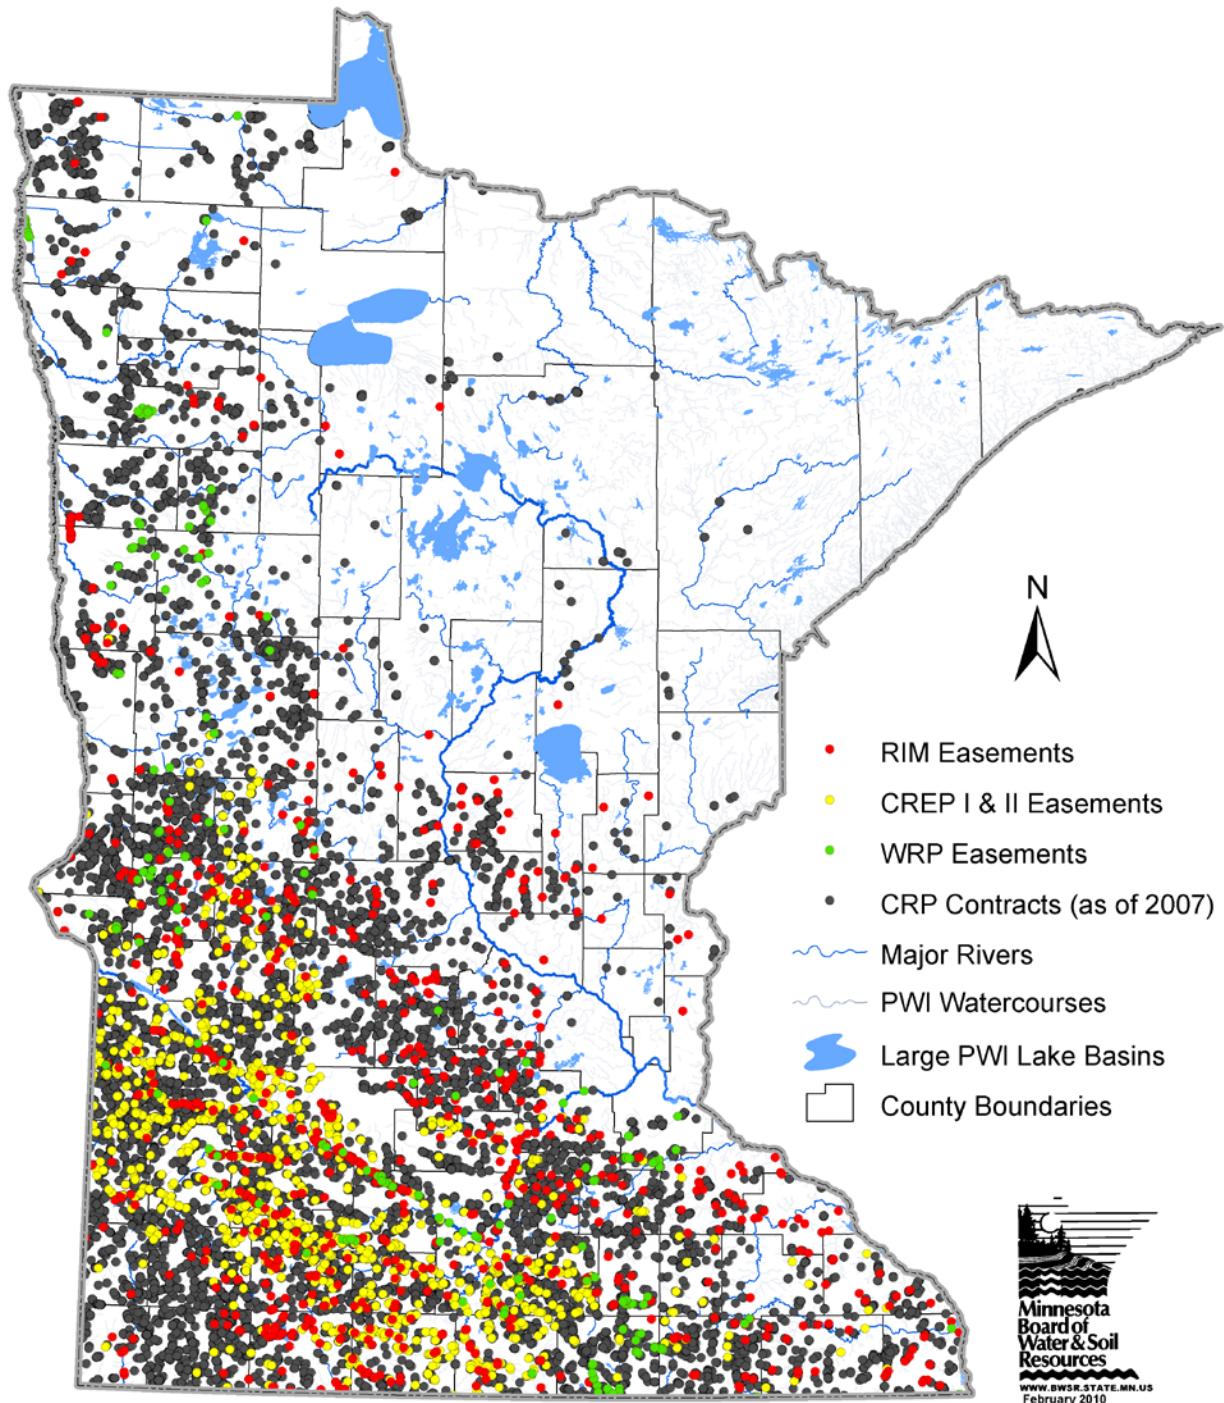 N
RIM Easements
CREP I & II Easements
WRP Easements
CRP Contracts (as of 2007)
Major Rivers
PWI Watercourses
Large PWI Lake Basins
County Boundaries
Minnesota
Board of
Water & Soil
Resources
WWW.BWSR.STATE.MN.US
February 2010